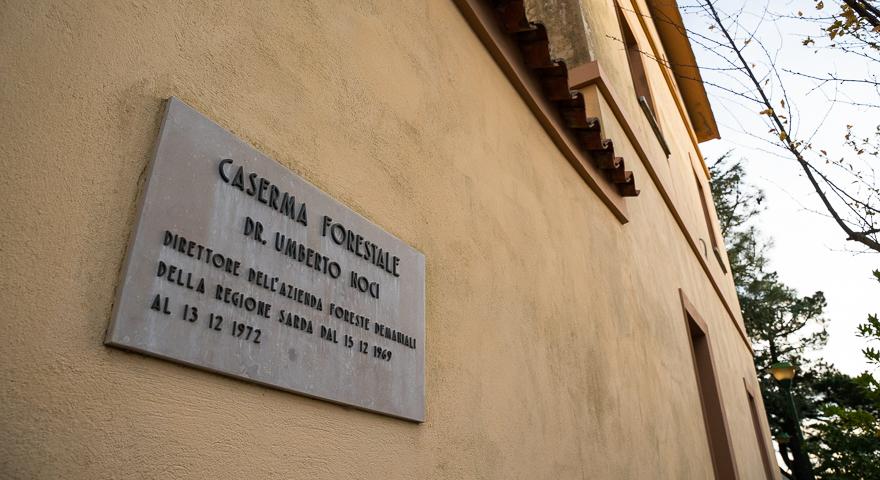 CASERMA FORESTALE
DR. UMBERTO NOCI
DIRETTORE DELL'AZIENDA FORESTE DEMANIALI
DELLA REGIONE SARDA DAL 15 12 1969
AL 13 12 1972